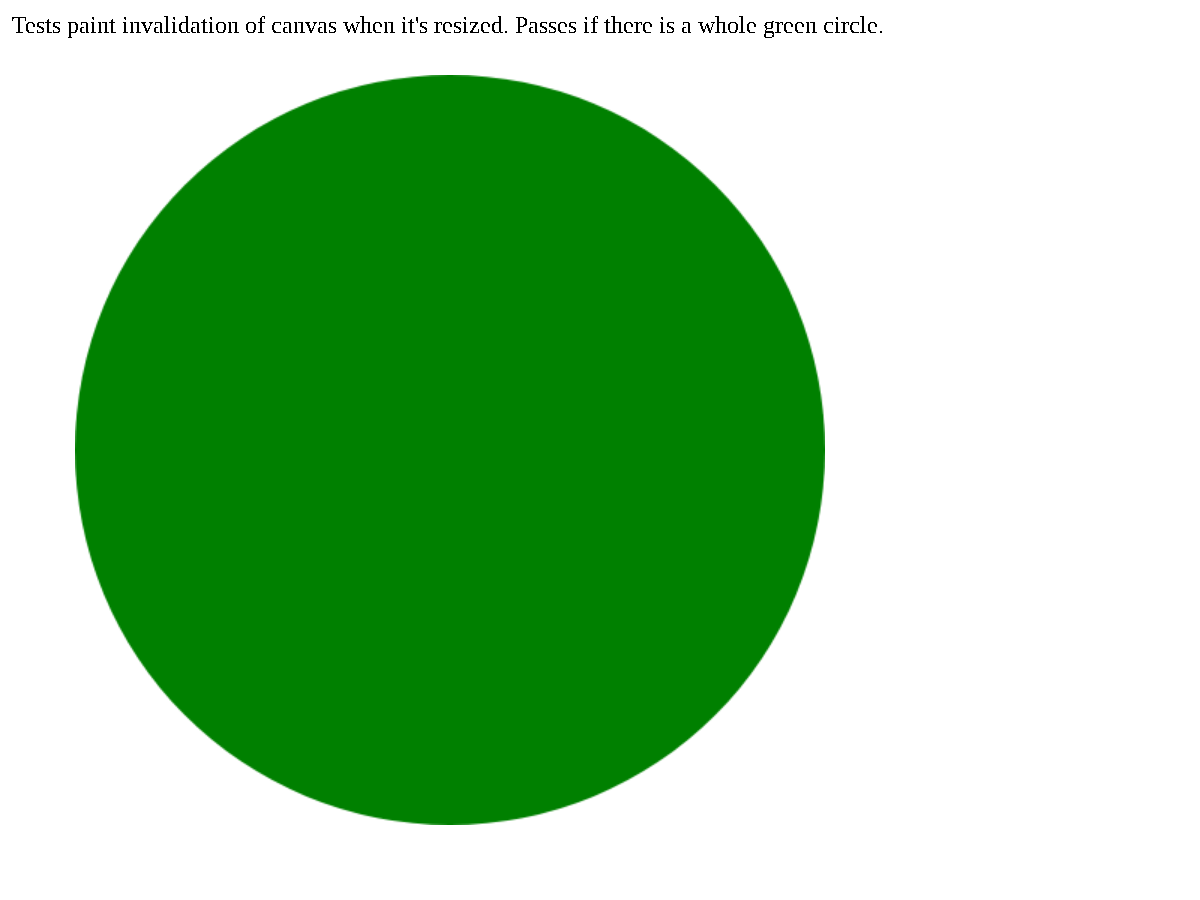 Tests paint invalidation of canvas when it's resized. Passes if there is a whole green circle.